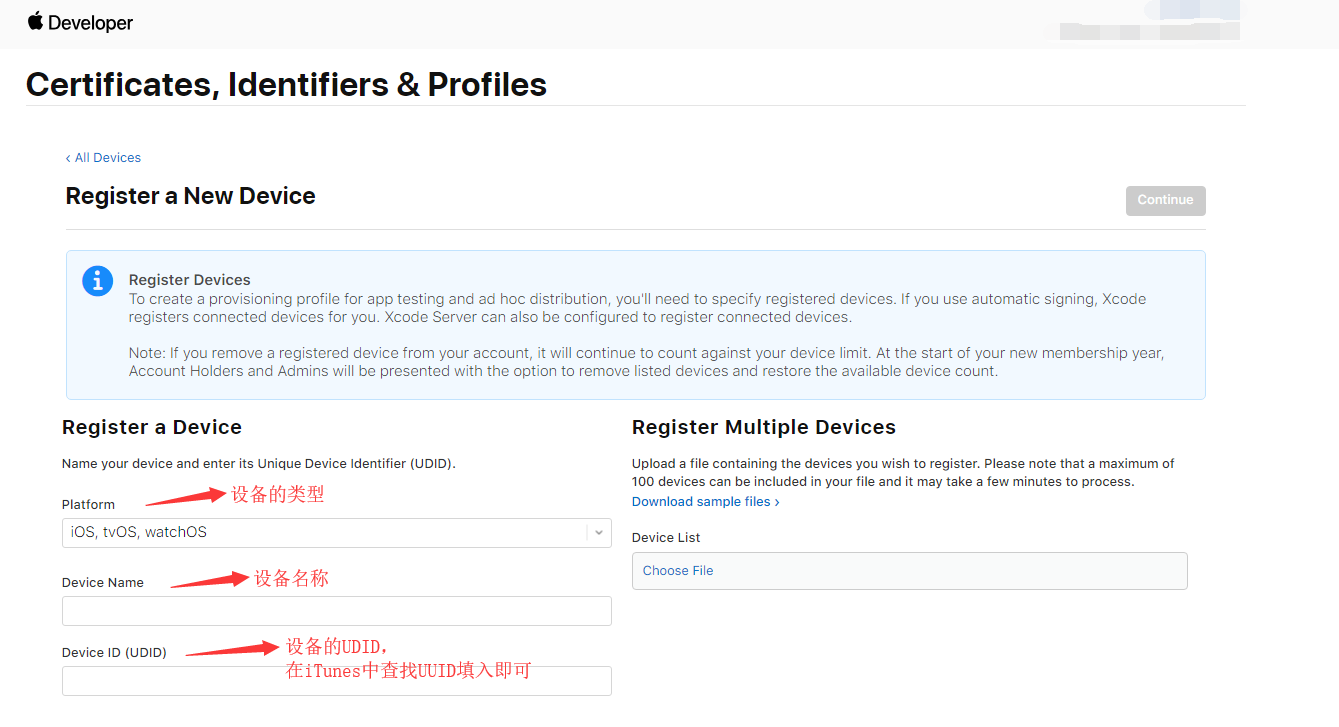 Developer
Certificates, Identifiers & Profiles
‹ All Devices
Register a New Device
Continue
Register Devices
To create a provisioning profile for app testing and ad hoc distribution, you'll need to specify registered devices. If you use automatic signing, Xcode
registers connected devices for you. Xcode Server can also be configured to register connected devices.
Note: If you remove a registered device from your account, it will continue to count against your device limit. At the start of your new membership year,
Account Holders and Admins will be presented with the option to remove listed devices and restore the available device count.
Register a Device
Name your device and enter its Unique Device Identifier (UDID).
Platform
设备的类型
iOS, tvOS, watchOS
Device Name
设备名称
Device ID (UDID)
设备的UDID,
在iTunes中查找UUID填入即可
Register Multiple Devices
Upload a file containing the devices you wish to register. Please note that a maximum of
100 devices can be included in your file and it may take a few minutes to process.
Download sample files ›
Device List
Choose File